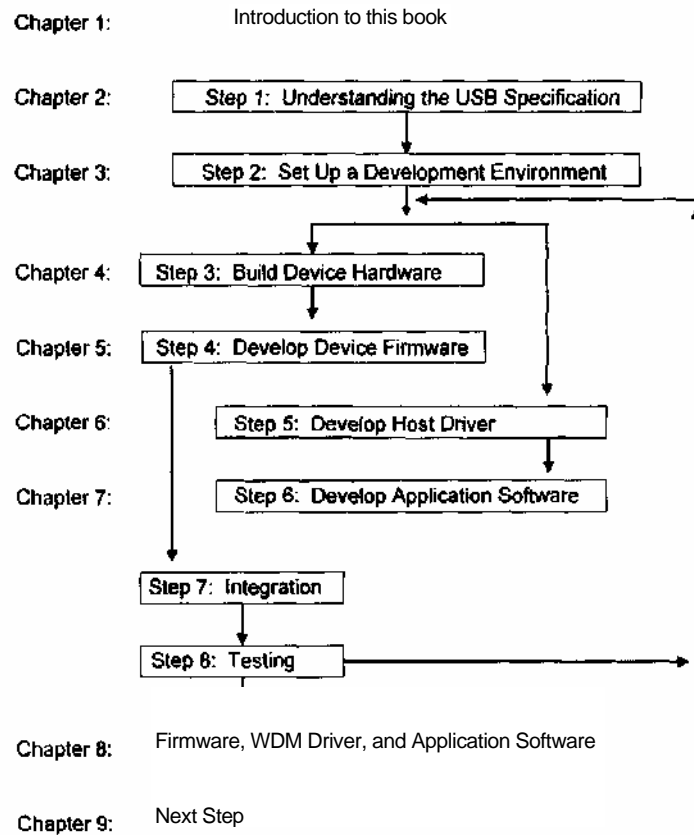 Chapter 1: Introduction to this book
Chapter 2: Step 1: Understanding the USB Specification
Chapter 3: Step 2: Set Up a Development Environment
Chapter 4: Step 3: Build Device Hardware
Chapter 5: Step 4: Develop Device Firmware
Chapter 6: Step 5: Develop Host Driver
Chapter 7: Step 6: Develop Application Software
Step 7: Integration
Step 8: Testing
Chapter 8: Firmware, WDM Driver, and Application Software
Chapter 9: Next Step